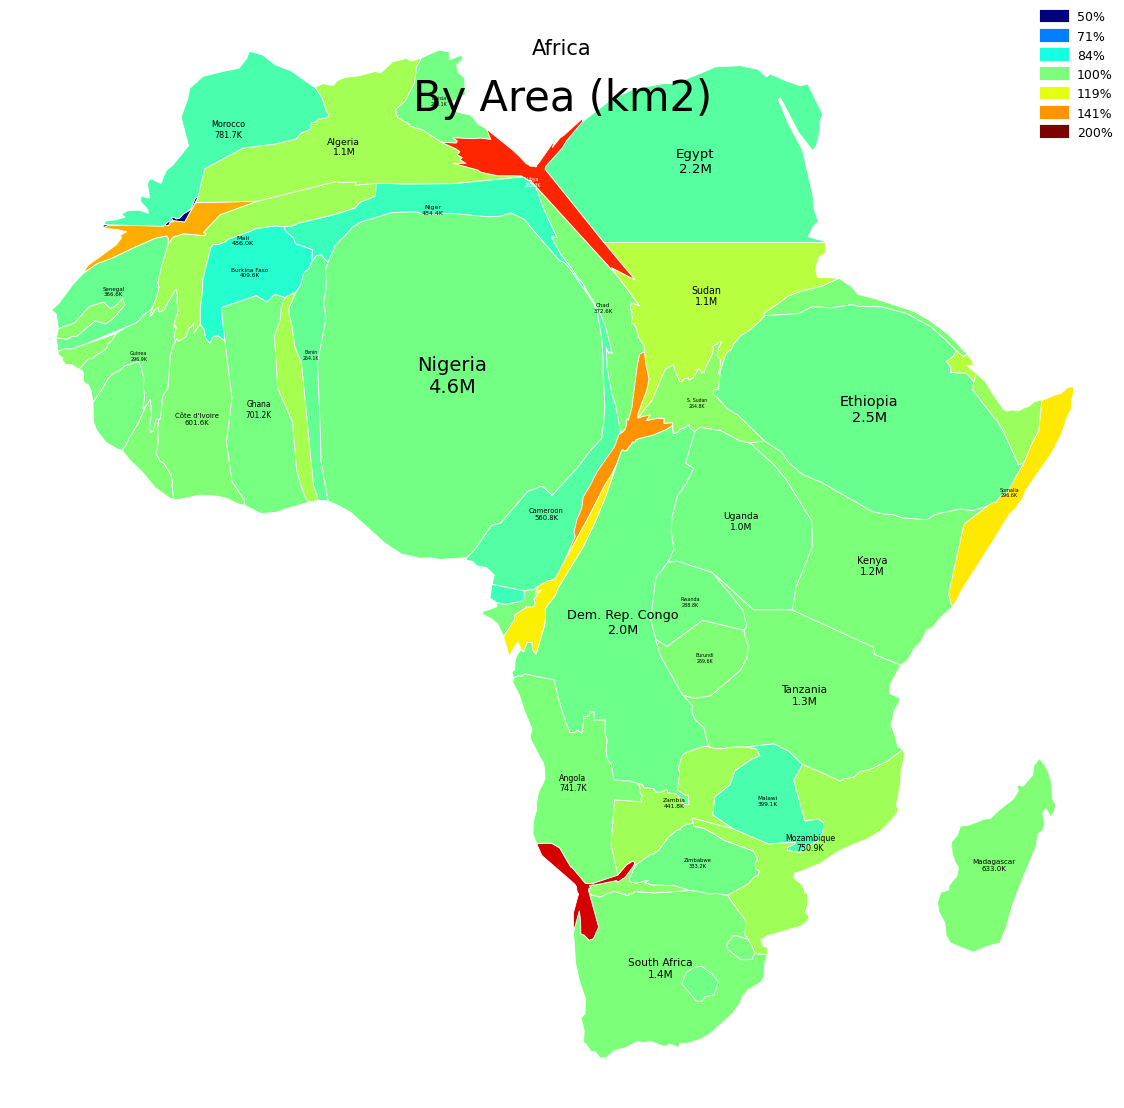 Africa
By Area (km2)
50%
71%
84%
100%
119%
141%
200%
Morocco
781.7K
Algeria
1.1M
Egypt
2.2M
Niger
484.4K
Mali
486.0K
Burkina Faso
409.6K
Senegal
366.6K
Sudan
1.1M
Chad
372.6K
Guinea
296.9K
Benin
264.1K
Nigeria
4.6M
Ethiopia
2.5M
S. Sudan
264.8K
Ghana
701.2K
Côte d'Ivoire
601.6K
Somalia
296.6K
Cameroon
560.8K
Uganda
1.0M
Kenya
1.2M
Rwanda
288.8K
Dem. Rep. Congo
2.0M
Burundi
269.6K
Tanzania
1.3M
Angola
741.7K
Zambia
441.8K
Malawi
399.1K
Mozambique
750.9K
Zimbabwe
333.2K
Madagascar
633.0K
South Africa
1.4M